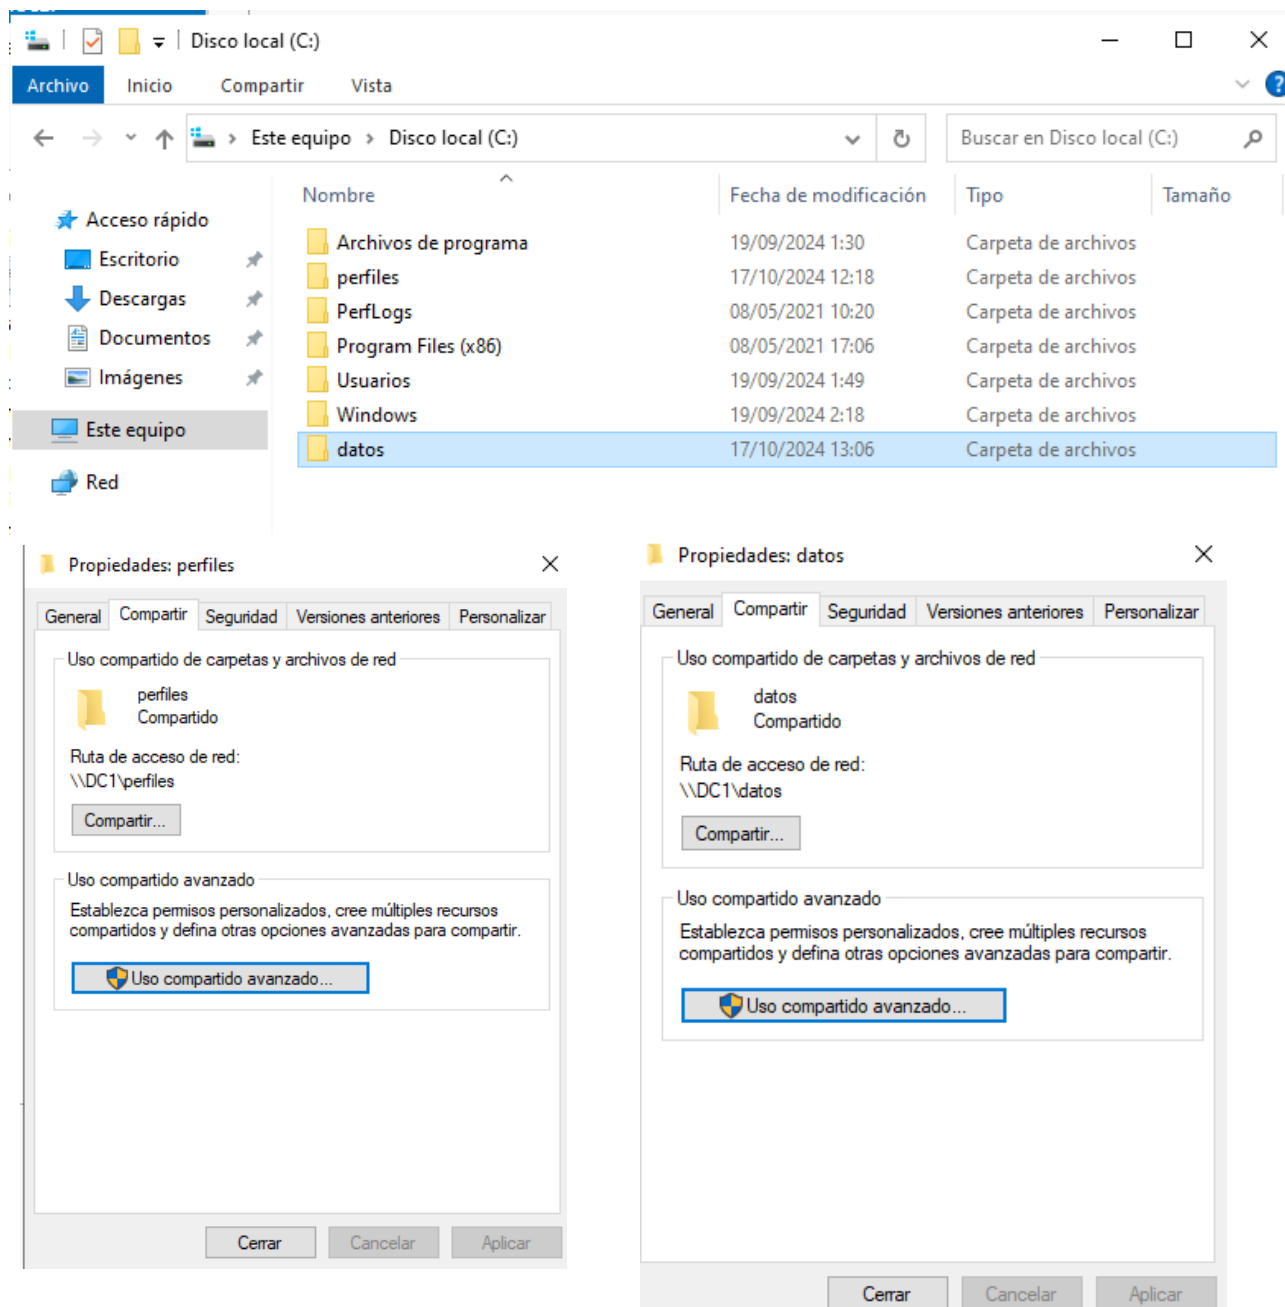 Disco local (C:)
Archivo Inicio Compartir Vista
Este equipo > Disco local (C:) Buscar en Disco local (C:)
Nombre Fecha de modificación Tipo Tamaño
Acceso rápido
Escritorio
Descargas
Documentos
Imágenes
Este equipo
Red
Archivos de programa 19/09/2024 1:30 Carpeta de archivos
perfiles 17/10/2024 12:18 Carpeta de archivos
PerfLogs 08/05/2021 10:20 Carpeta de archivos
Program Files (x86) 08/05/2021 17:06 Carpeta de archivos
Usuarios 19/09/2024 1:49 Carpeta de archivos
Windows 19/09/2024 2:18 Carpeta de archivos
datos 17/10/2024 13:06 Carpeta de archivos
Propiedades: perfiles
General Compartir Seguridad Versiones anteriores Personalizar
Uso compartido de carpetas y archivos de red
perfiles
Compartido
Ruta de acceso de red:
\\DC1\perfiles
Compartir...
Uso compartido avanzado
Establezca permisos personalizados, cree múltiples recursos
compartidos y defina otras opciones avanzadas para compartir.
Uso compartido avanzado...
Cerrar Cancelar Aplicar
Propiedades: datos
General Compartir Seguridad Versiones anteriores Personalizar
Uso compartido de carpetas y archivos de red
datos
Compartido
Ruta de acceso de red:
\\DC1\datos
Compartir...
Uso compartido avanzado
Establezca permisos personalizados, cree múltiples recursos
compartidos y defina otras opciones avanzadas para compartir.
Uso compartido avanzado...
Cerrar Cancelar Aplicar